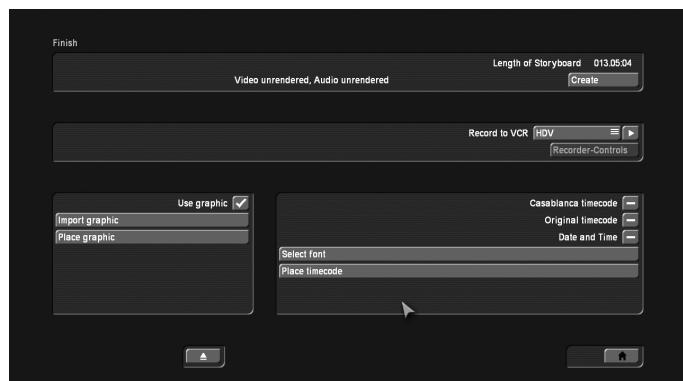 Finish
Length of Storyboard 013.05:04
Video unrendered, Audio unrendered Create
Record to VCR HDV
Recorder-Controls
Use graphic
Import graphic
Place graphic
Casablanca timecode
Original timecode
Date and Time
Select font
Place timecode